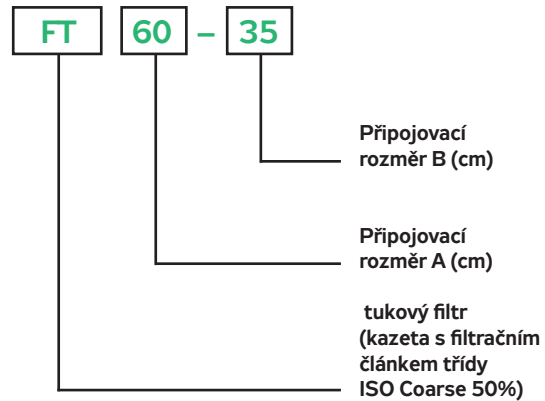 FT 60 – 35
Připojovací
rozměr B (cm)
Připojovací
rozměr A (cm)
tukový filtr
(kazeta s filtračním
článkem třídy
ISO Coarse 50%)